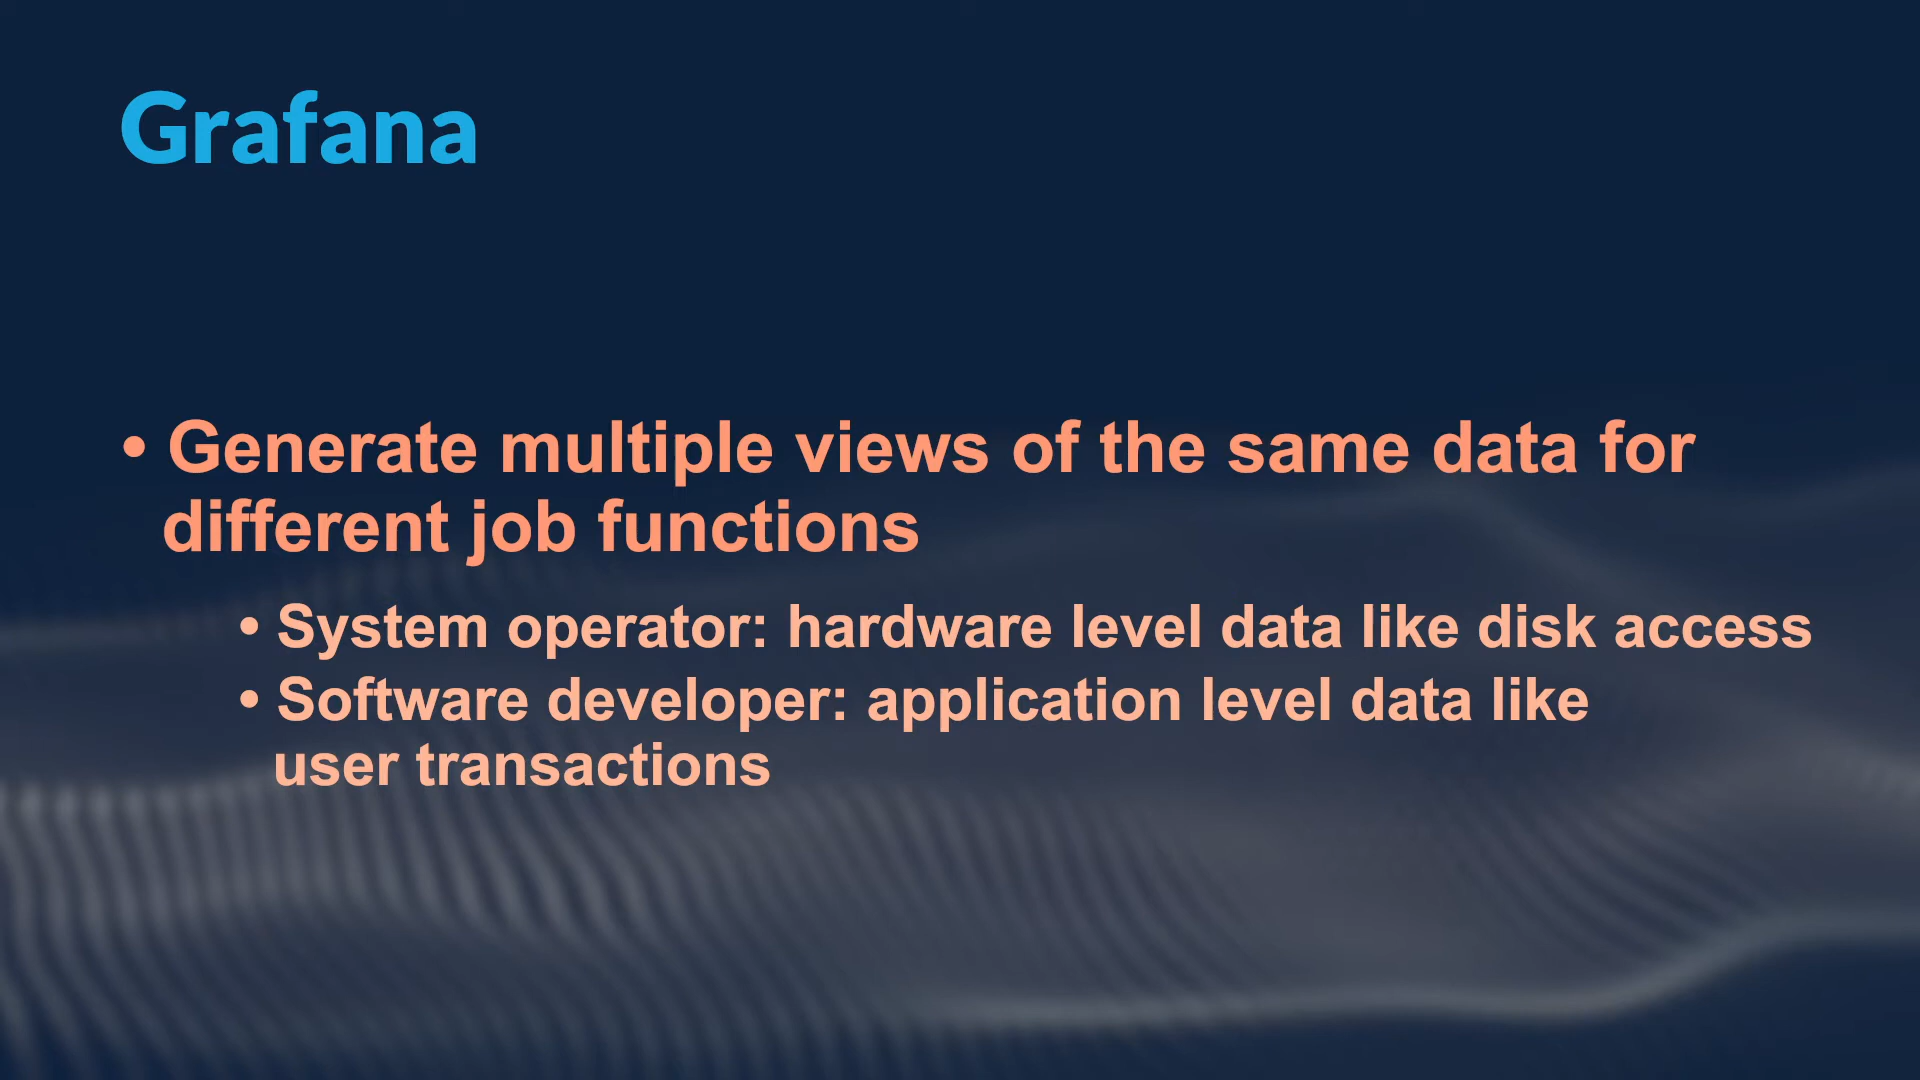 Grafana
• Generate multiple views of the same data for
different job functions
• System operator: hardware level data like disk access
• Software developer: application level data like
user transactions